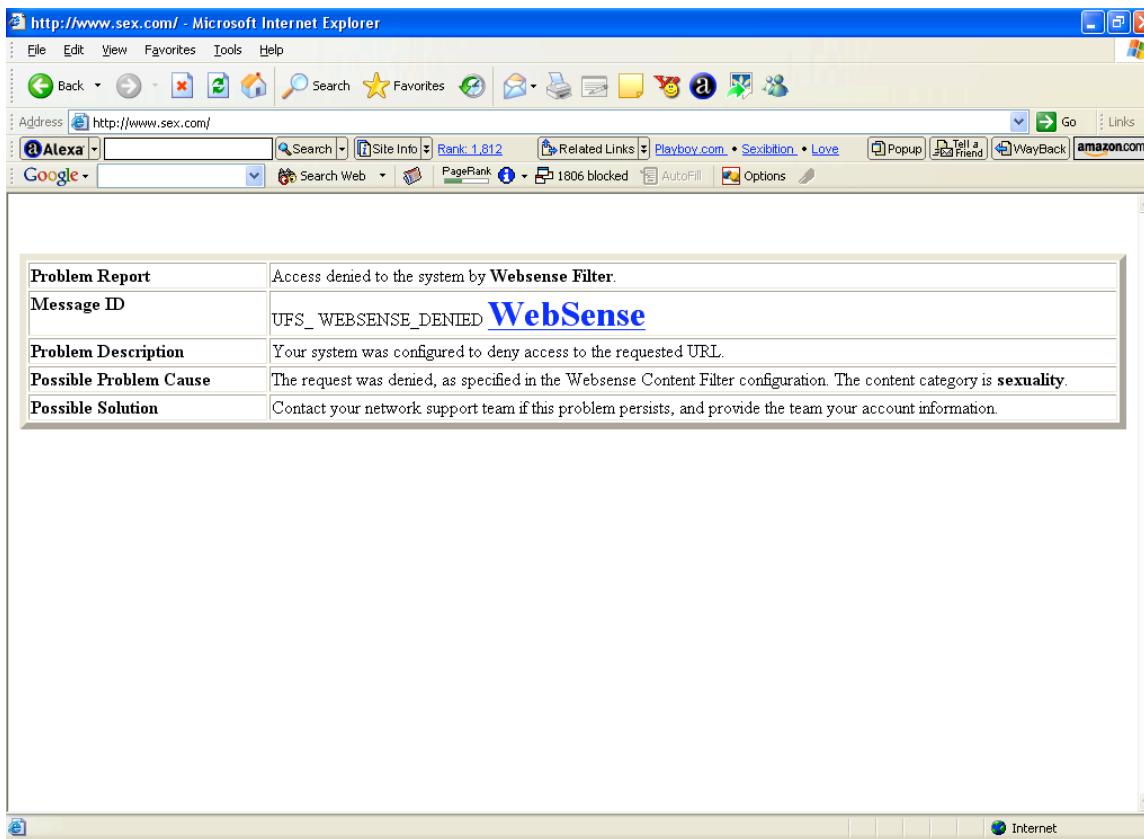 http://www.sex.com/ - Microsoft Internet Explorer
File Edit View Favorites Tools Help
Back Search Favorites
Address http://www.sex.com/ Go Links
Alexa Search Site Info Rank: 1,812 Related Links Playboy.com • Sexibition • Love Popup Tell a Friend WayBack amazon.com
Google Search Web PageRank 1806 blocked AutoFill Options
Problem Report Access denied to the system by Websense Filter.
Message ID UFS_ WEBSENSE_DENIED WebSense
Problem Description Your system was configured to deny access to the requested URL.
Possible Problem Cause The request was denied, as specified in the Websense Content Filter configuration. The content category is sexuality.
Possible Solution Contact your network support team if this problem persists, and provide the team your account information.
Internet